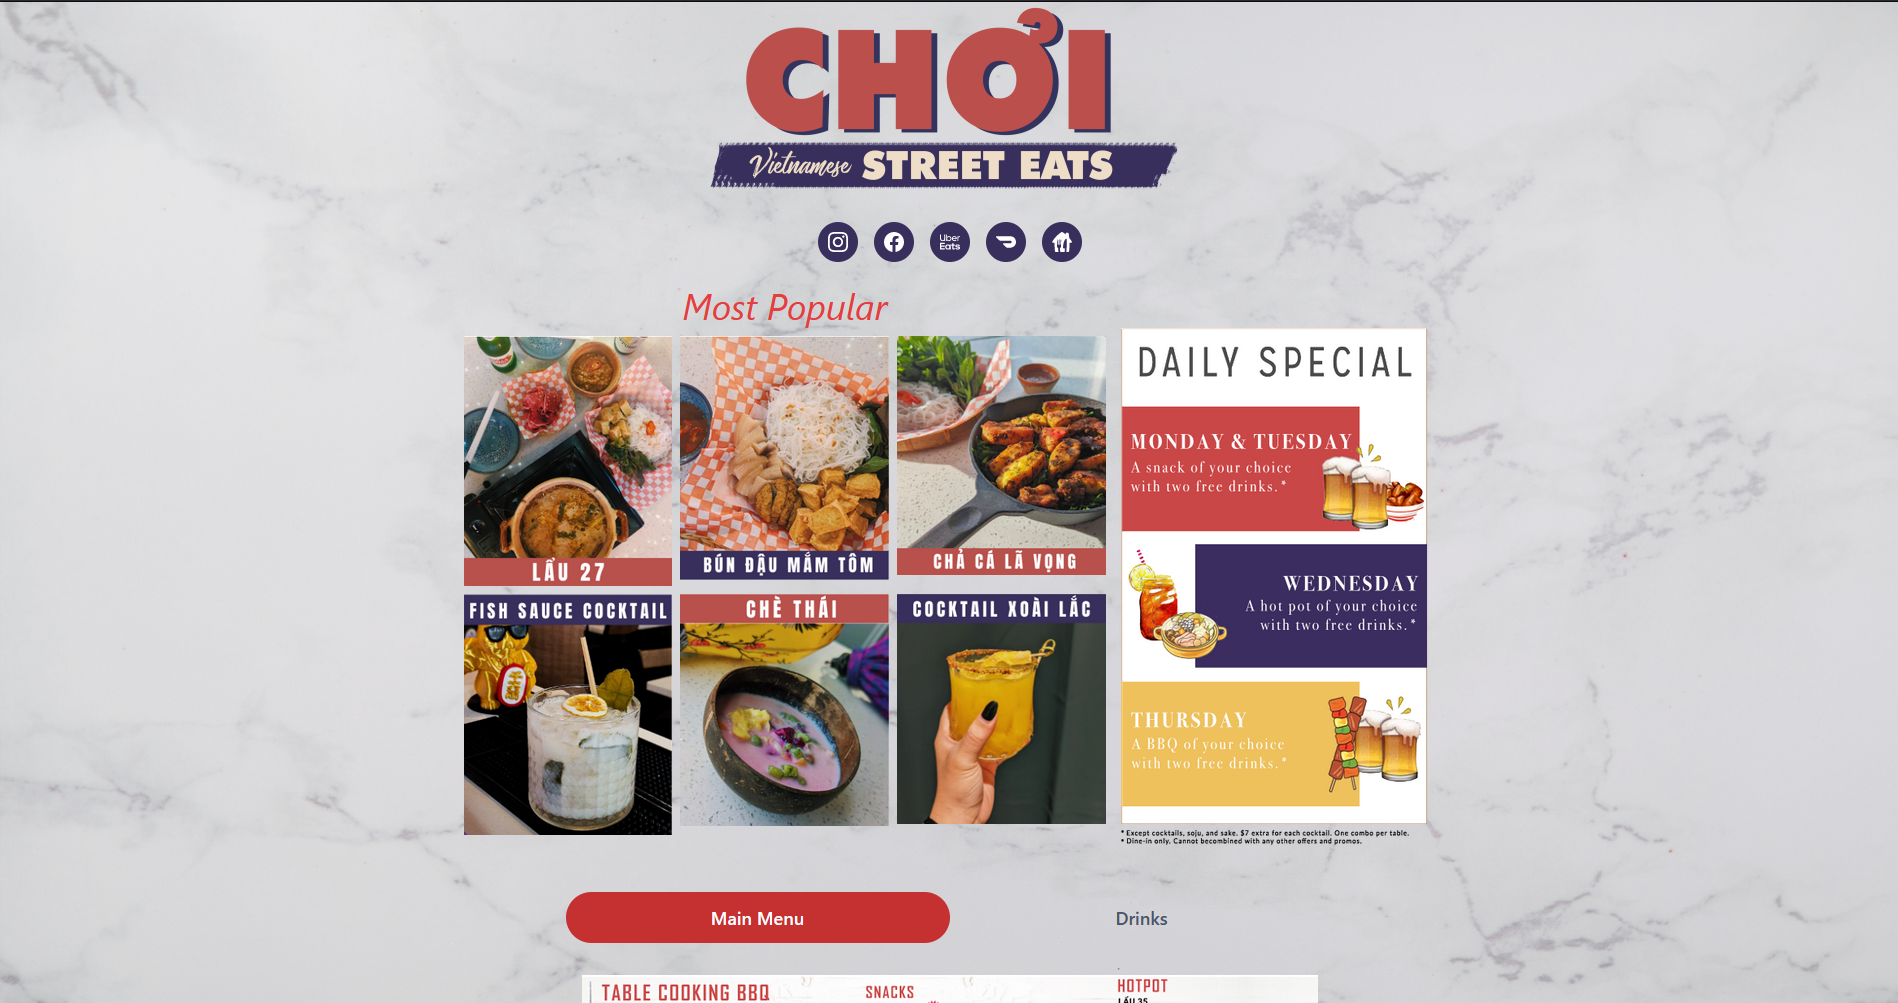 CHƠI
Vietnamese STREET EATS
Uber
Eats
Most Popular
LẨU 27
BÚN ĐẬU MẮM TÔM
CHẢ CÁ LÃ VỌNG
FISH SAUCE COCKTAIL
CHÈ THÁI
COCKTAIL XOÀI LẮC
DAILY SPECIAL
MONDAY & TUESDAY
A snack of your choice
with two free drinks.*
WEDNESDAY
A hot pot of your choice
with two free drinks.*
THURSDAY
A BBQ of your choice
with two free drinks.*
* Except cocktails, soju, and sake. $7 extra for each cocktail. One combo per table.
* Dine-in only. Cannot becombined with any other offers and promos.
Main Menu
Drinks
TABLE COOKING BBQ
SNACKS
HOTPOT
LẨU 35